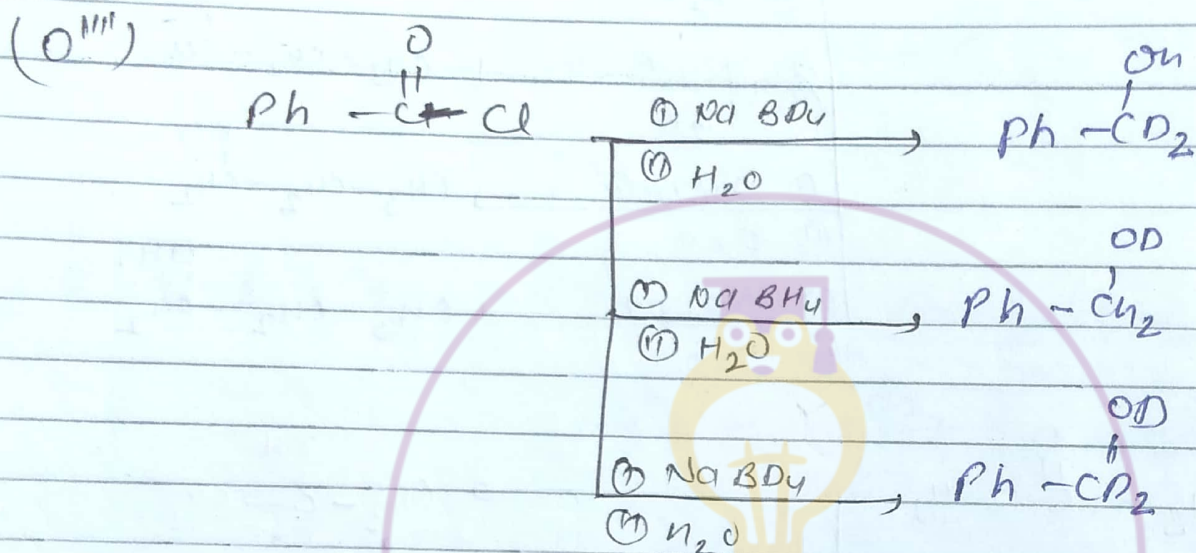 (O'''')
O
Ph - C - Cl
① NaBD4
② H2O
OH
Ph - CD2
① NaBH4
② H2O
OD
Ph - CH2
① NaBD4
② H2O
OD
Ph - CD2